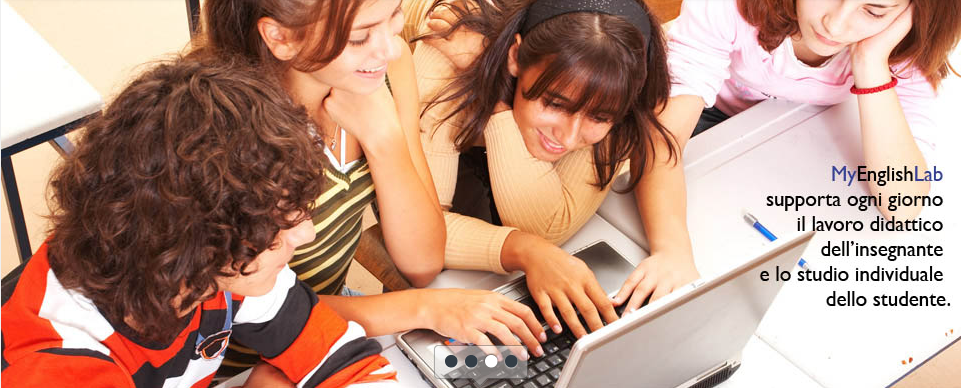 MyEnglishLab
supporta ogni giorno
il lavoro didattico
dell'insegnante
e lo studio individuale
dello studente.